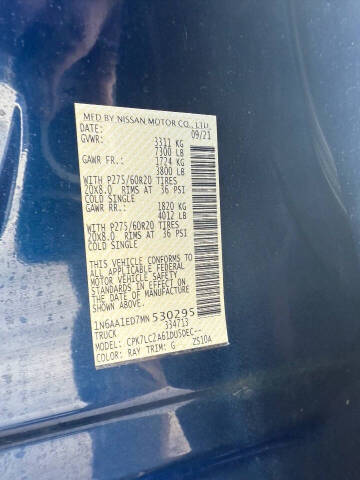 MFD BY NISSAN MOTOR CO., LTD.
DATE: 09/21
GVWR: 3311 KG
7300 LB
GAWR FR.: 1724 KG
3800 LB
WITH P275/60R20 TIRES
20X8.0 RIMS AT 36 PSI
COLD SINGLE
GAWR RR.: 1820 KG
4012 LB
WITH P275/60R20 TIRES
20X8.0 RIMS AT 36 PSI
COLD SINGLE
THIS VEHICLE CONFORMS TO
ALL APPLICABLE FEDERAL
MOTOR VEHICLE SAFETY
STANDARDS IN EFFECT ON
THE DATE OF MANUFACTURE
SHOWN ABOVE.
1N6AA1ED7MN530295
TRUCK 334713
MODEL: CPK7LC2A61DU5DEC--
COLOR: RAY TRIM: G ZS10A